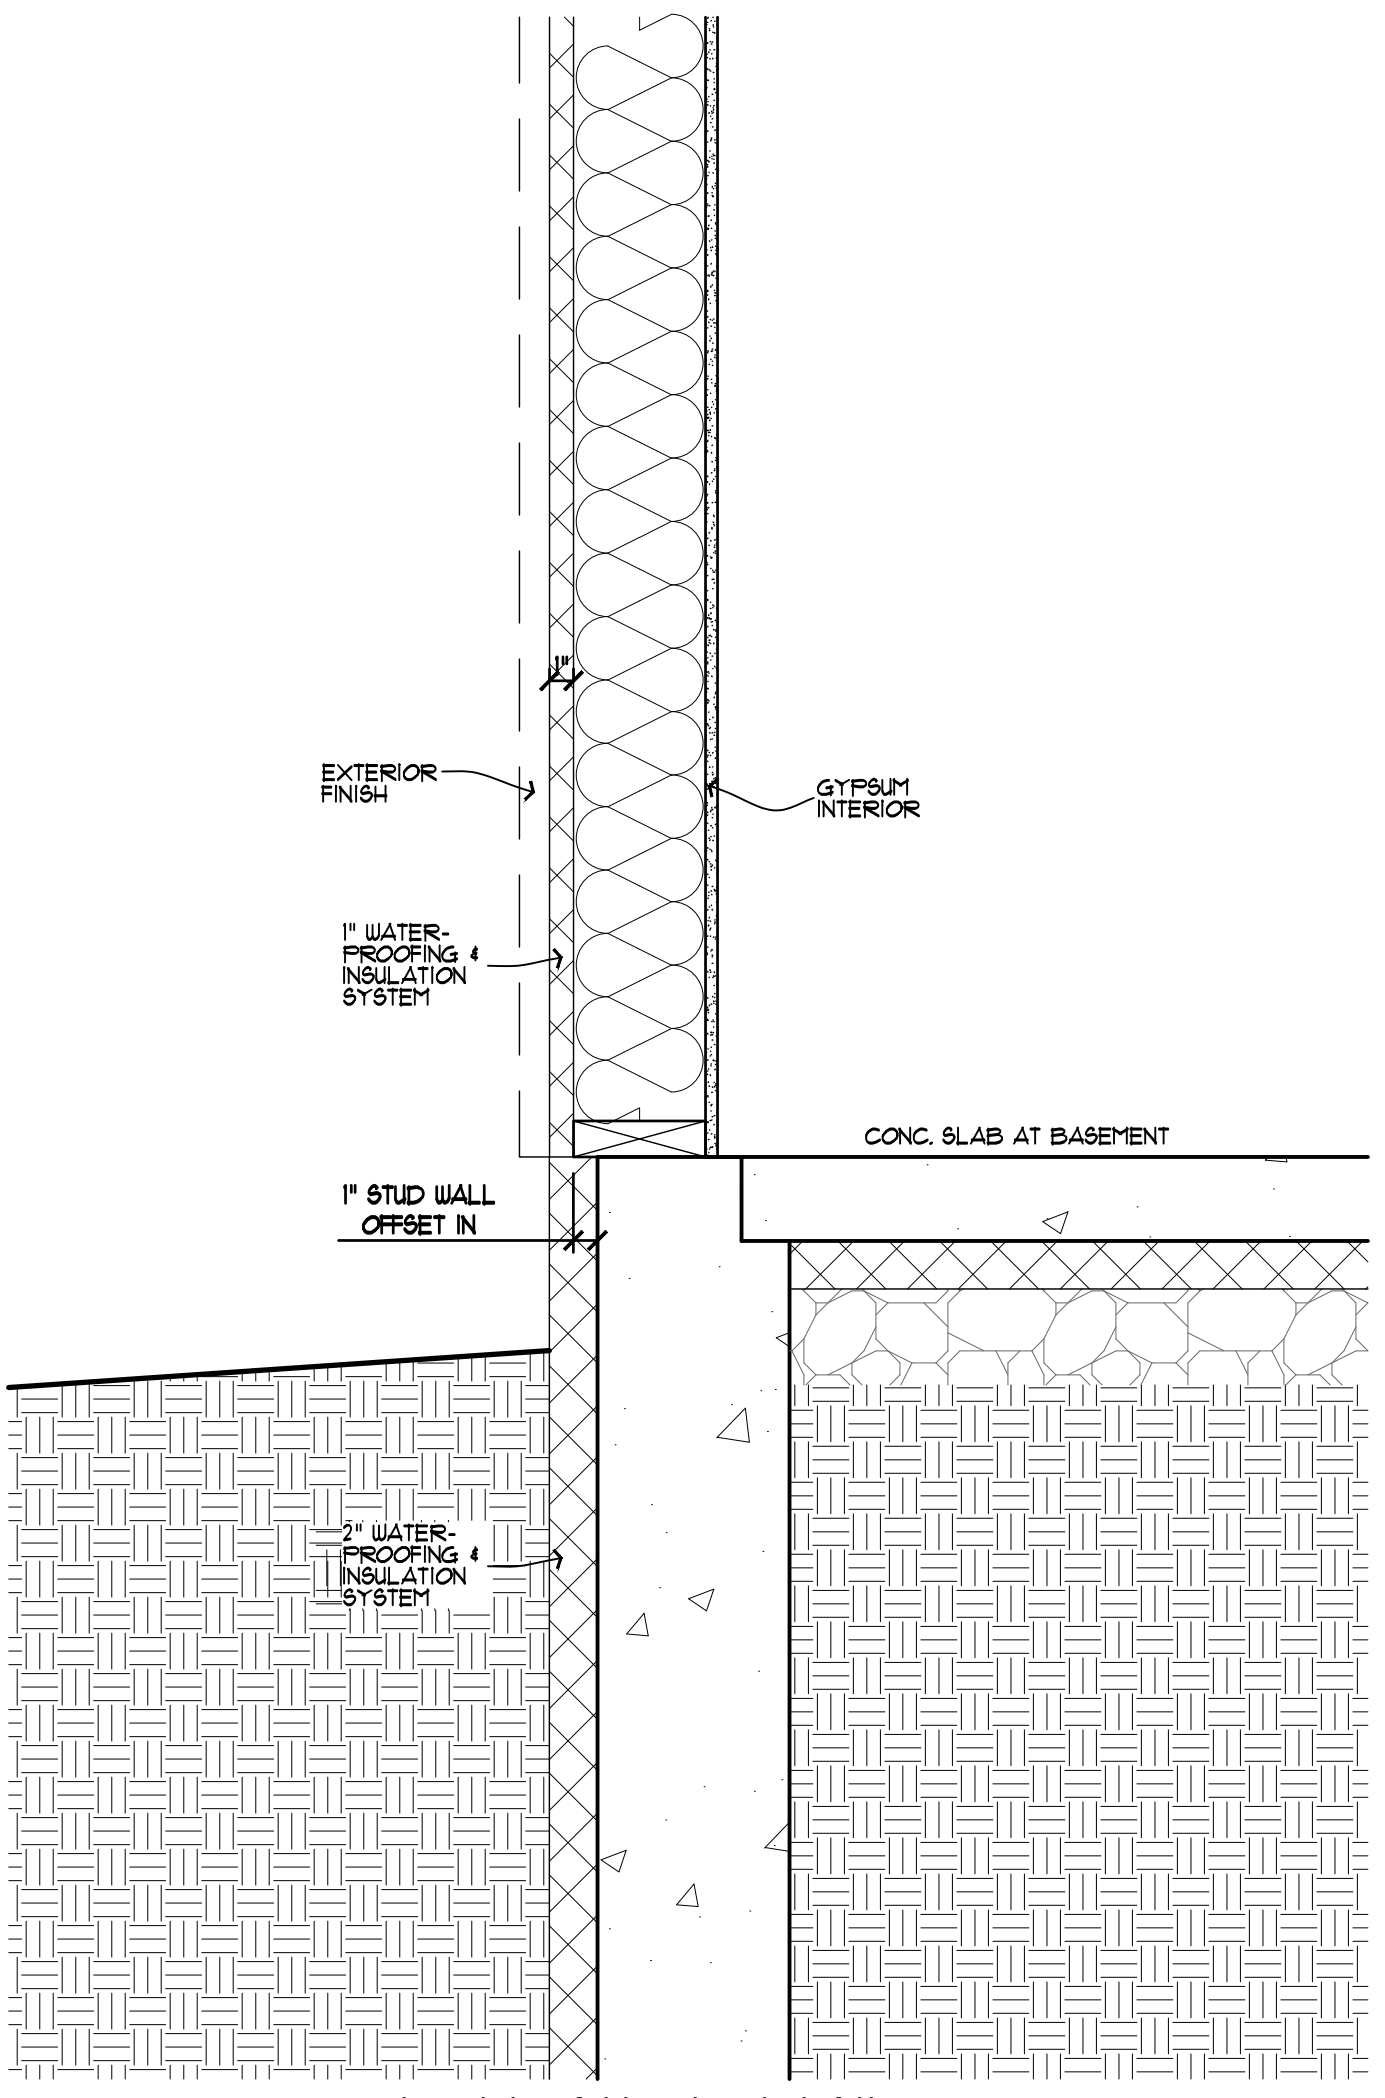 1"
EXTERIOR
FINISH
GYPSUM
INTERIOR
1" WATER-
PROOFING &
INSULATION
SYSTEM
CONC. SLAB AT BASEMENT
1" STUD WALL
OFFSET IN
2" WATER-
PROOFING &
INSULATION
SYSTEM